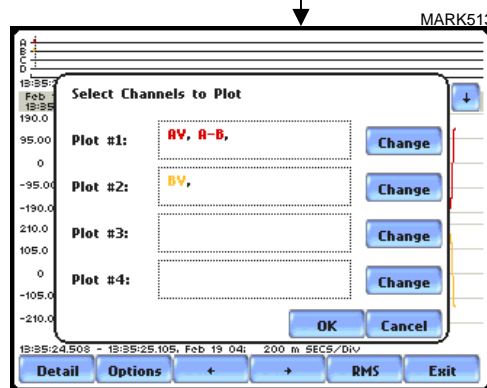 MARK513
A
B
C
D
13:35:2
Feb
13:35
↓
Select Channels to Plot
190.0
95.00
0
-95.00
-190.0
Plot #1:
AV, A-B,
Change
Plot #2:
BV,
Change
210.0
105.0
0
-105.0
-210.0
Plot #3:
Change
Plot #4:
Change
OK
Cancel
13:35:24.508 - 13:35:25.105, Feb 19 04; 200 m SECS/Div
Detail
Options
←
→
RMS
Exit